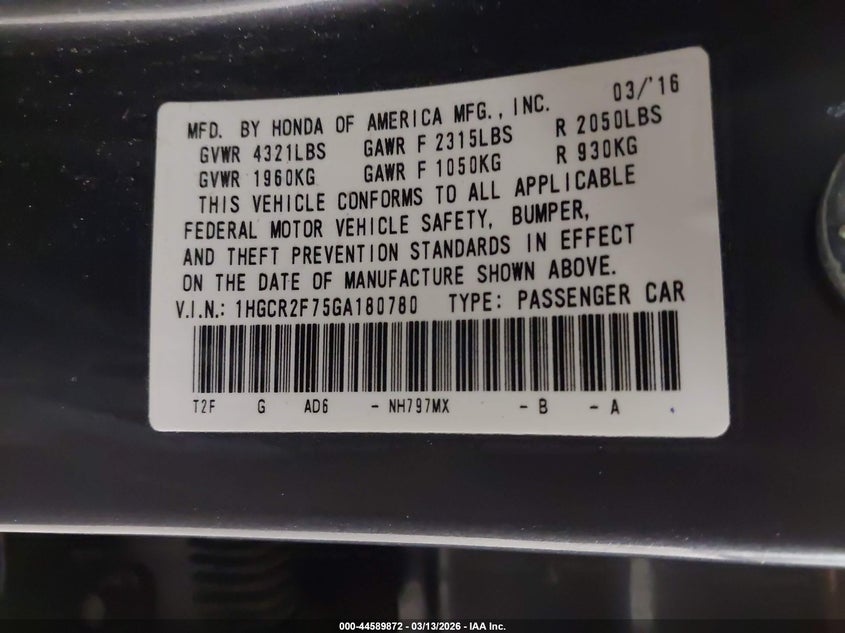 03/'16
MFD. BY HONDA OF AMERICA MFG., INC.
GVWR 4321LBS GAWR F 2315LBS R 2050LBS
GVWR 1960KG GAWR F 1050KG R 930KG
THIS VEHICLE CONFORMS TO ALL APPLICABLE
FEDERAL MOTOR VEHICLE SAFETY, BUMPER,
AND THEFT PREVENTION STANDARDS IN EFFECT
ON THE DATE OF MANUFACTURE SHOWN ABOVE.
V.I.N.: 1HGCR2F75GA180780 TYPE: PASSENGER CAR
T2F G AD6 - NH797MX - B - A
000-44589872 - 03/13/2026 - IAA Inc.